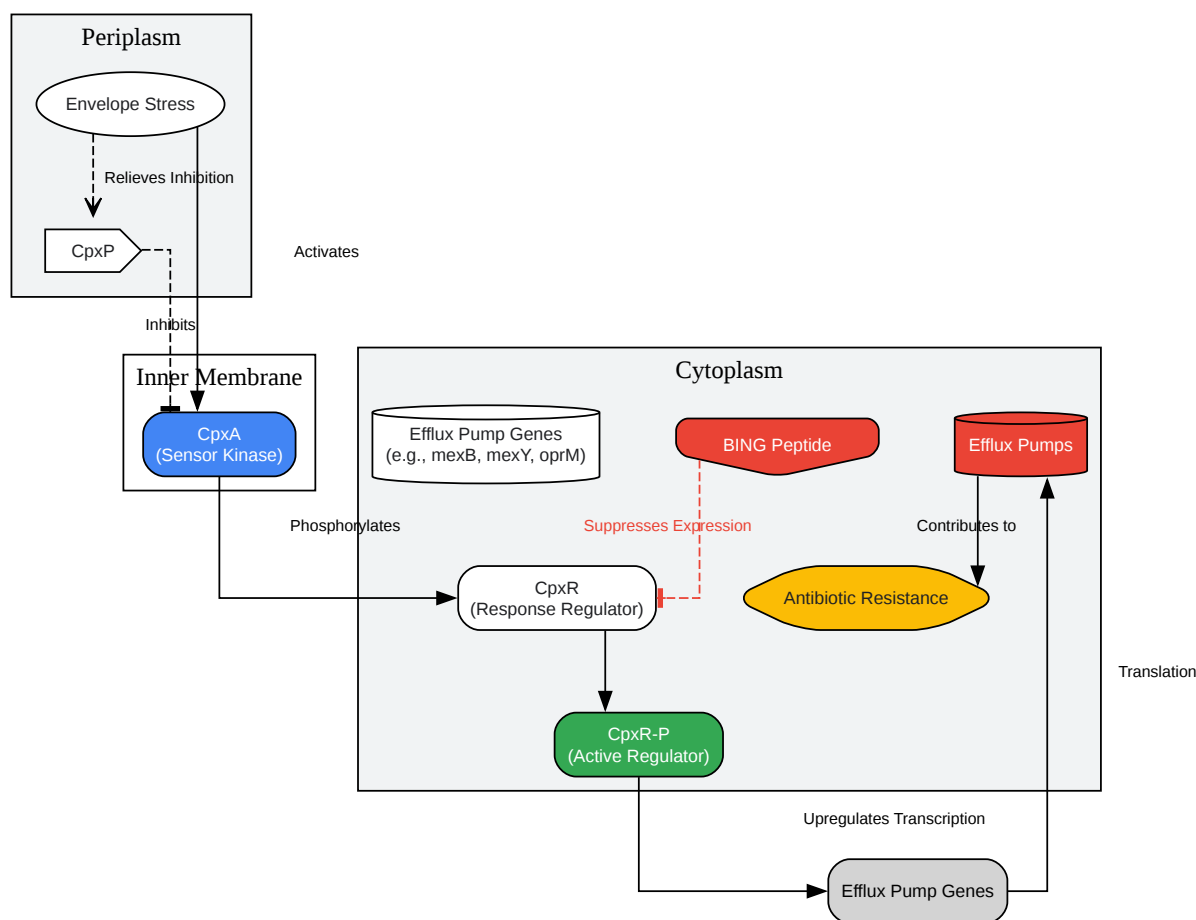 Periplasm
Envelope Stress
Relieves Inhibition
CpxP
Activates
Inhibits
Inner Membrane
CpxA
(Sensor Kinase)
Cytoplasm
Efflux Pump Genes
(e.g., mexB, mexY, oprM)
BING Peptide
Efflux Pumps
Phosphorylates
Suppresses Expression
Contributes to
CpxR
(Response Regulator)
Antibiotic Resistance
Translation
CpxR-P
(Active Regulator)
Upregulates Transcription
Efflux Pump Genes